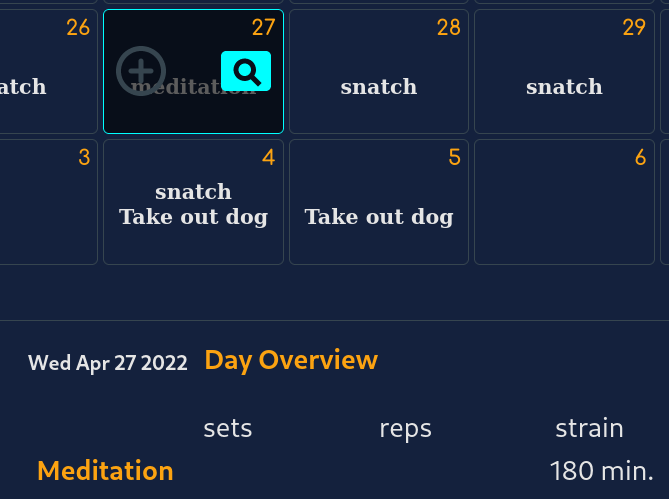 26 27 28 29
atch meditation snatch snatch
3 4 5 6
snatch
Take out dog Take out dog
Wed Apr 27 2022 Day Overview
sets reps strain
Meditation 180 min.